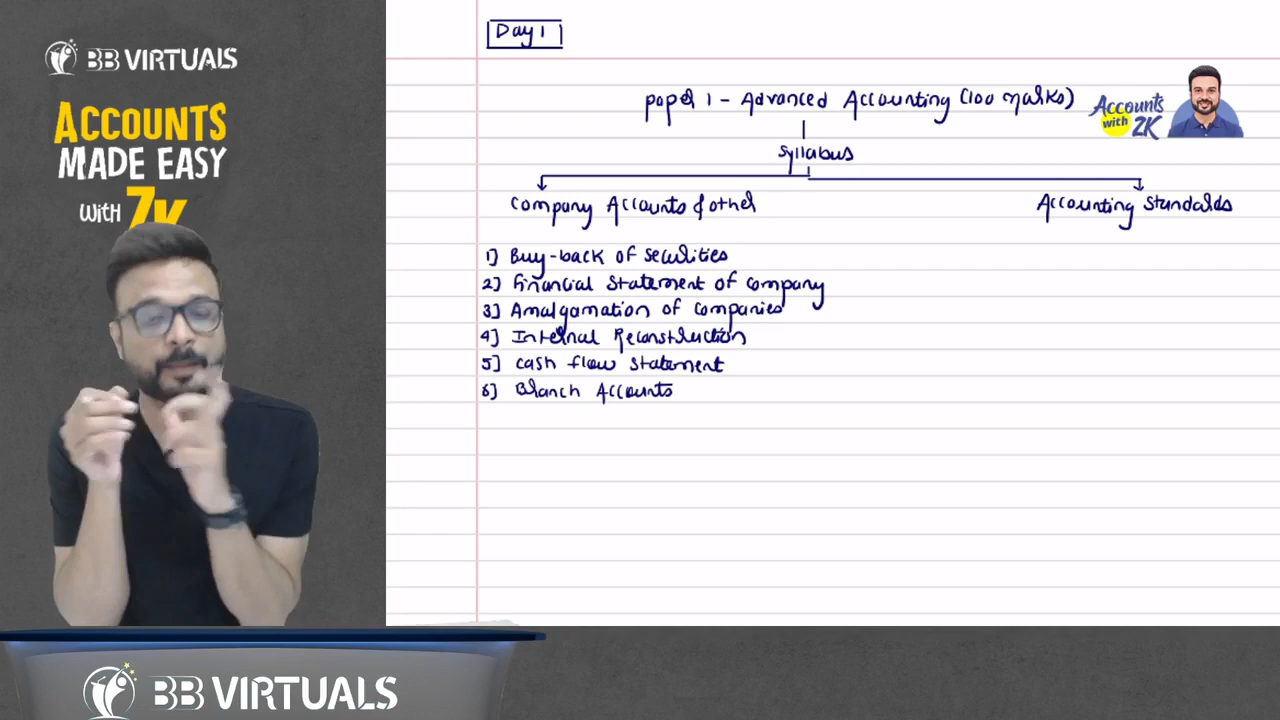 BB VIRTUALS
ACCOUNTS
MADE EASY
WITH ZK
Day 1
Paper 1 - Advanced Accounting (100 Marks)
Accounts
with ZK
Syllabus
Company Accounts & other
Accounting Standards
1] Buy-back of securities
2] Financial Statement of company
3] Amalgamation of companies
4] Internal Reconstruction
5] Cash flow Statement
6] Branch Accounts
BB VIRTUALS